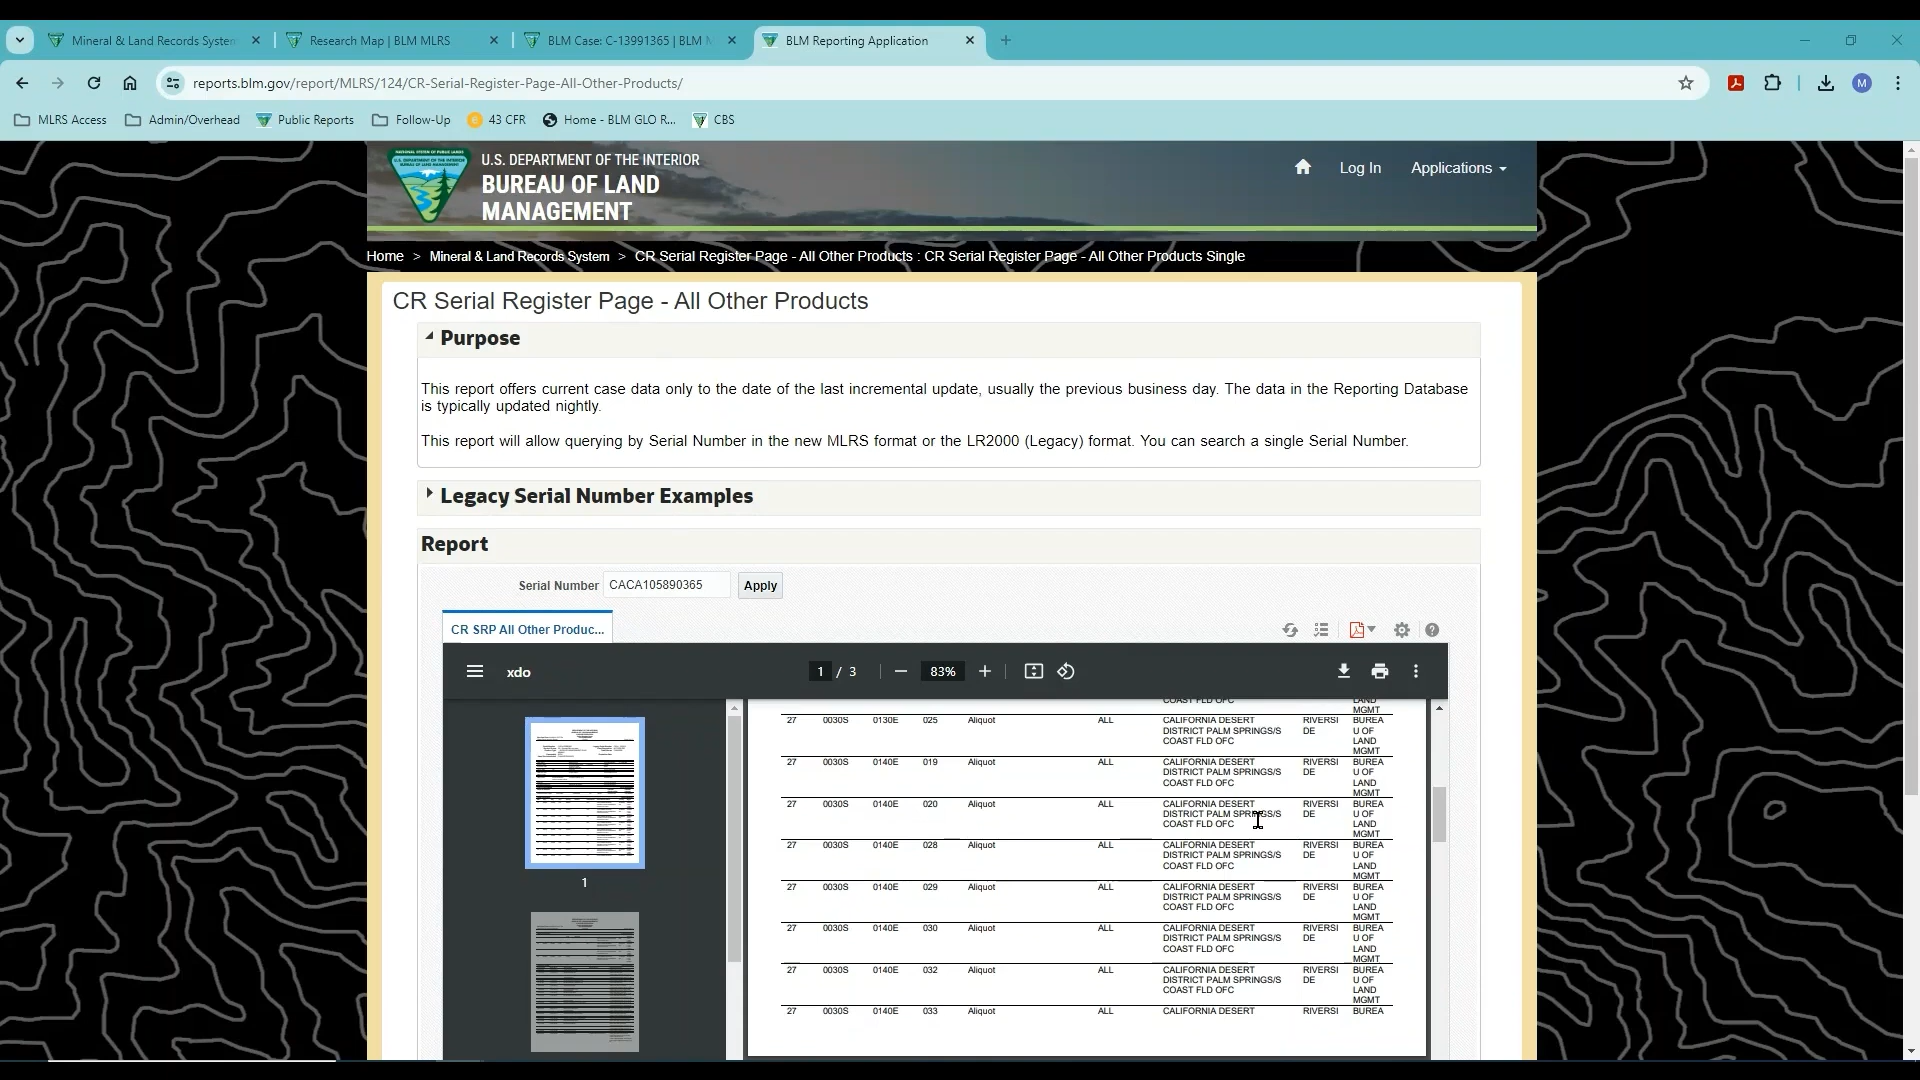 Mineral & Land Records System
Research Map | BLM MLRS
BLM Case: C-13991365 | BLM M
BLM Reporting Application
reports.blm.gov/report/MLRS/124/CR-Serial-Register-Page-All-Other-Products/
M
MLRS Access
Admin/Overhead
Public Reports
Follow-Up
43 CFR
Home - BLM GLO R...
CBS
U.S. DEPARTMENT OF THE INTERIOR
BUREAU OF LAND
MANAGEMENT
Log In
Applications
Home > Mineral & Land Records System > CR Serial Register Page - All Other Products : CR Serial Register Page - All Other Products Single
CR Serial Register Page - All Other Products
Purpose
This report offers current case data only to the date of the last incremental update, usually the previous business day. The data in the Reporting Database
is typically updated nightly.
This report will allow querying by Serial Number in the new MLRS format or the LR2000 (Legacy) format. You can search a single Serial Number.
Legacy Serial Number Examples
Report
Serial Number CACA105890365 Apply
CR SRP All Other Produc...
xdo
1 / 3
83%
COAST FLD OFC LAND
MGMT
27 0030S 0130E 025 Aliquot ALL CALIFORNIA DESERT RIVERSI BUREA
DISTRICT PALM SPRINGS/S DE U OF
COAST FLD OFC LAND
MGMT
27 0030S 0140E 019 Aliquot ALL CALIFORNIA DESERT RIVERSI BUREA
DISTRICT PALM SPRINGS/S DE U OF
COAST FLD OFC LAND
MGMT
27 0030S 0140E 020 Aliquot ALL CALIFORNIA DESERT RIVERSI BUREA
DISTRICT PALM SPRINGS/S DE U OF
COAST FLD OFC LAND
MGMT
27 0030S 0140E 028 Aliquot ALL CALIFORNIA DESERT RIVERSI BUREA
DISTRICT PALM SPRINGS/S DE U OF
COAST FLD OFC LAND
MGMT
27 0030S 0140E 029 Aliquot ALL CALIFORNIA DESERT RIVERSI BUREA
DISTRICT PALM SPRINGS/S DE U OF
COAST FLD OFC LAND
MGMT
27 0030S 0140E 030 Aliquot ALL CALIFORNIA DESERT RIVERSI BUREA
DISTRICT PALM SPRINGS/S DE U OF
COAST FLD OFC LAND
MGMT
27 0030S 0140E 032 Aliquot ALL CALIFORNIA DESERT RIVERSI BUREA
DISTRICT PALM SPRINGS/S DE U OF
COAST FLD OFC LAND
MGMT
27 0030S 0140E 033 Aliquot ALL CALIFORNIA DESERT RIVERSI BUREA
1